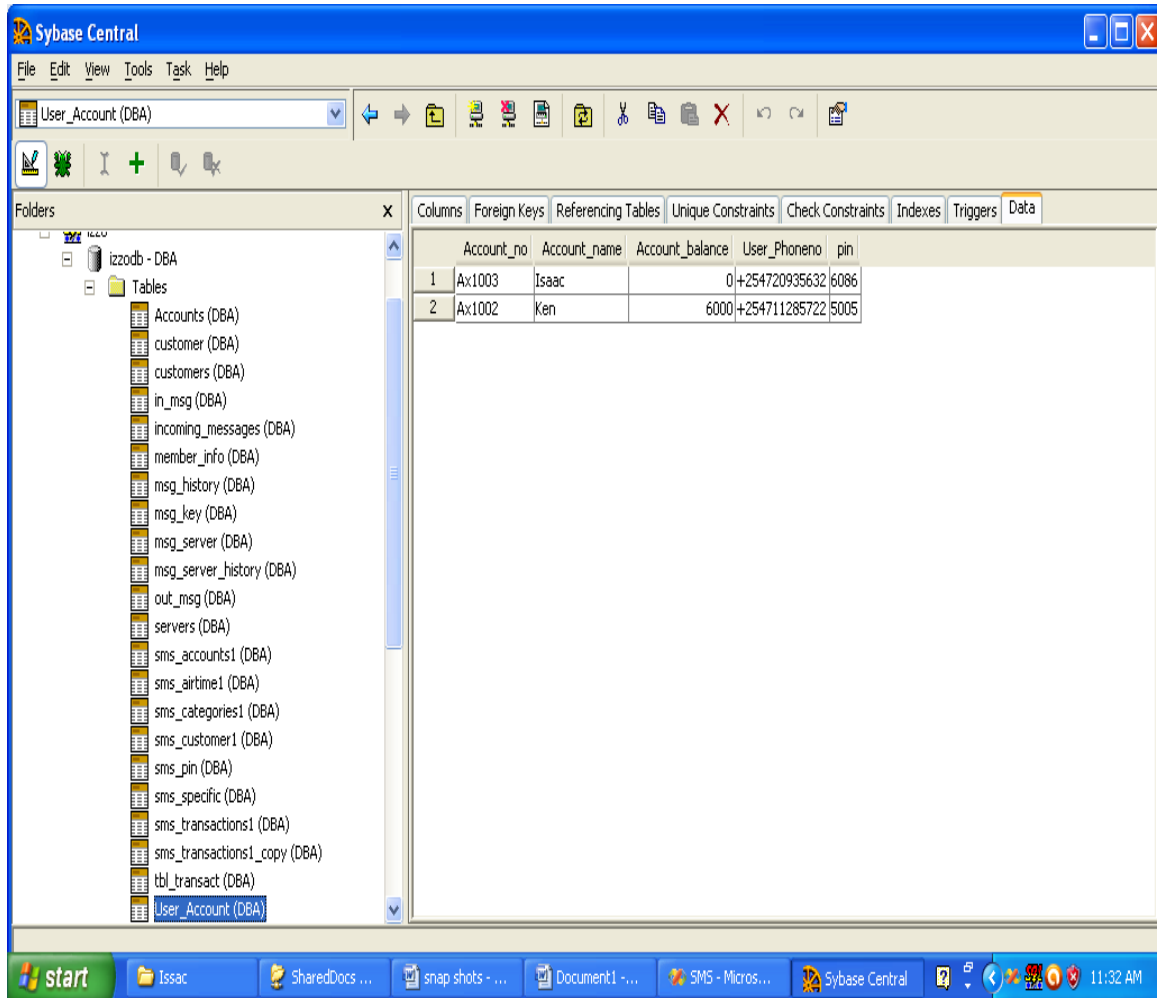 Sybase Central
File Edit View Tools Task Help
User_Account (DBA)
Folders x
Columns Foreign Keys Referencing Tables Unique Constraints Check Constraints Indexes Triggers Data
izzodb - DBA
Tables
Accounts (DBA)
customer (DBA)
customers (DBA)
in_msg (DBA)
incoming_messages (DBA)
member_info (DBA)
msg_history (DBA)
msg_key (DBA)
msg_server (DBA)
msg_server_history (DBA)
out_msg (DBA)
servers (DBA)
sms_accounts1 (DBA)
sms_airtime1 (DBA)
sms_categories1 (DBA)
sms_customer1 (DBA)
sms_pin (DBA)
sms_specific (DBA)
sms_transactions1 (DBA)
sms_transactions1_copy (DBA)
tbl_transact (DBA)
User_Account (DBA)
Account_no Account_name Account_balance User_Phoneno pin
1 Ax1003 Isaac 0 +254720935632 6086
2 Ax1002 Ken 6000 +254711285722 5005
start Issac SharedDocs ... snap shots - ... Document1 -... SMS - Micros... Sybase Central 11:32 AM